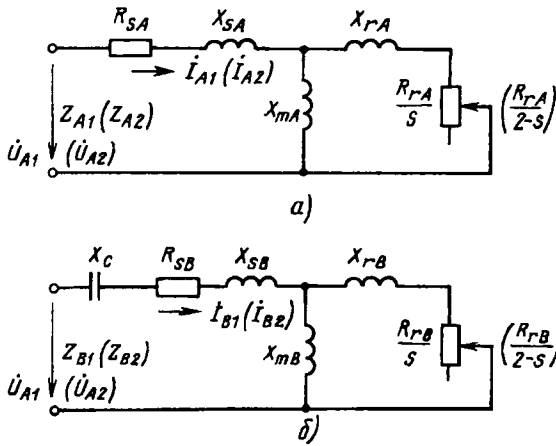 R_sA X_sA X_rA
İ_A1 (İ_A2)
X_mA
R_rA/s (R_rA/2-s)
Z_A1 (Z_A2)
U̇_A1 (U̇_A2)
а)
X_C R_sB X_sB X_rB
İ_B1 (İ_B2)
X_mB
R_rB/s (R_rB/2-s)
Z_B1 (Z_B2)
U̇_A1 (U̇_A2)
б)